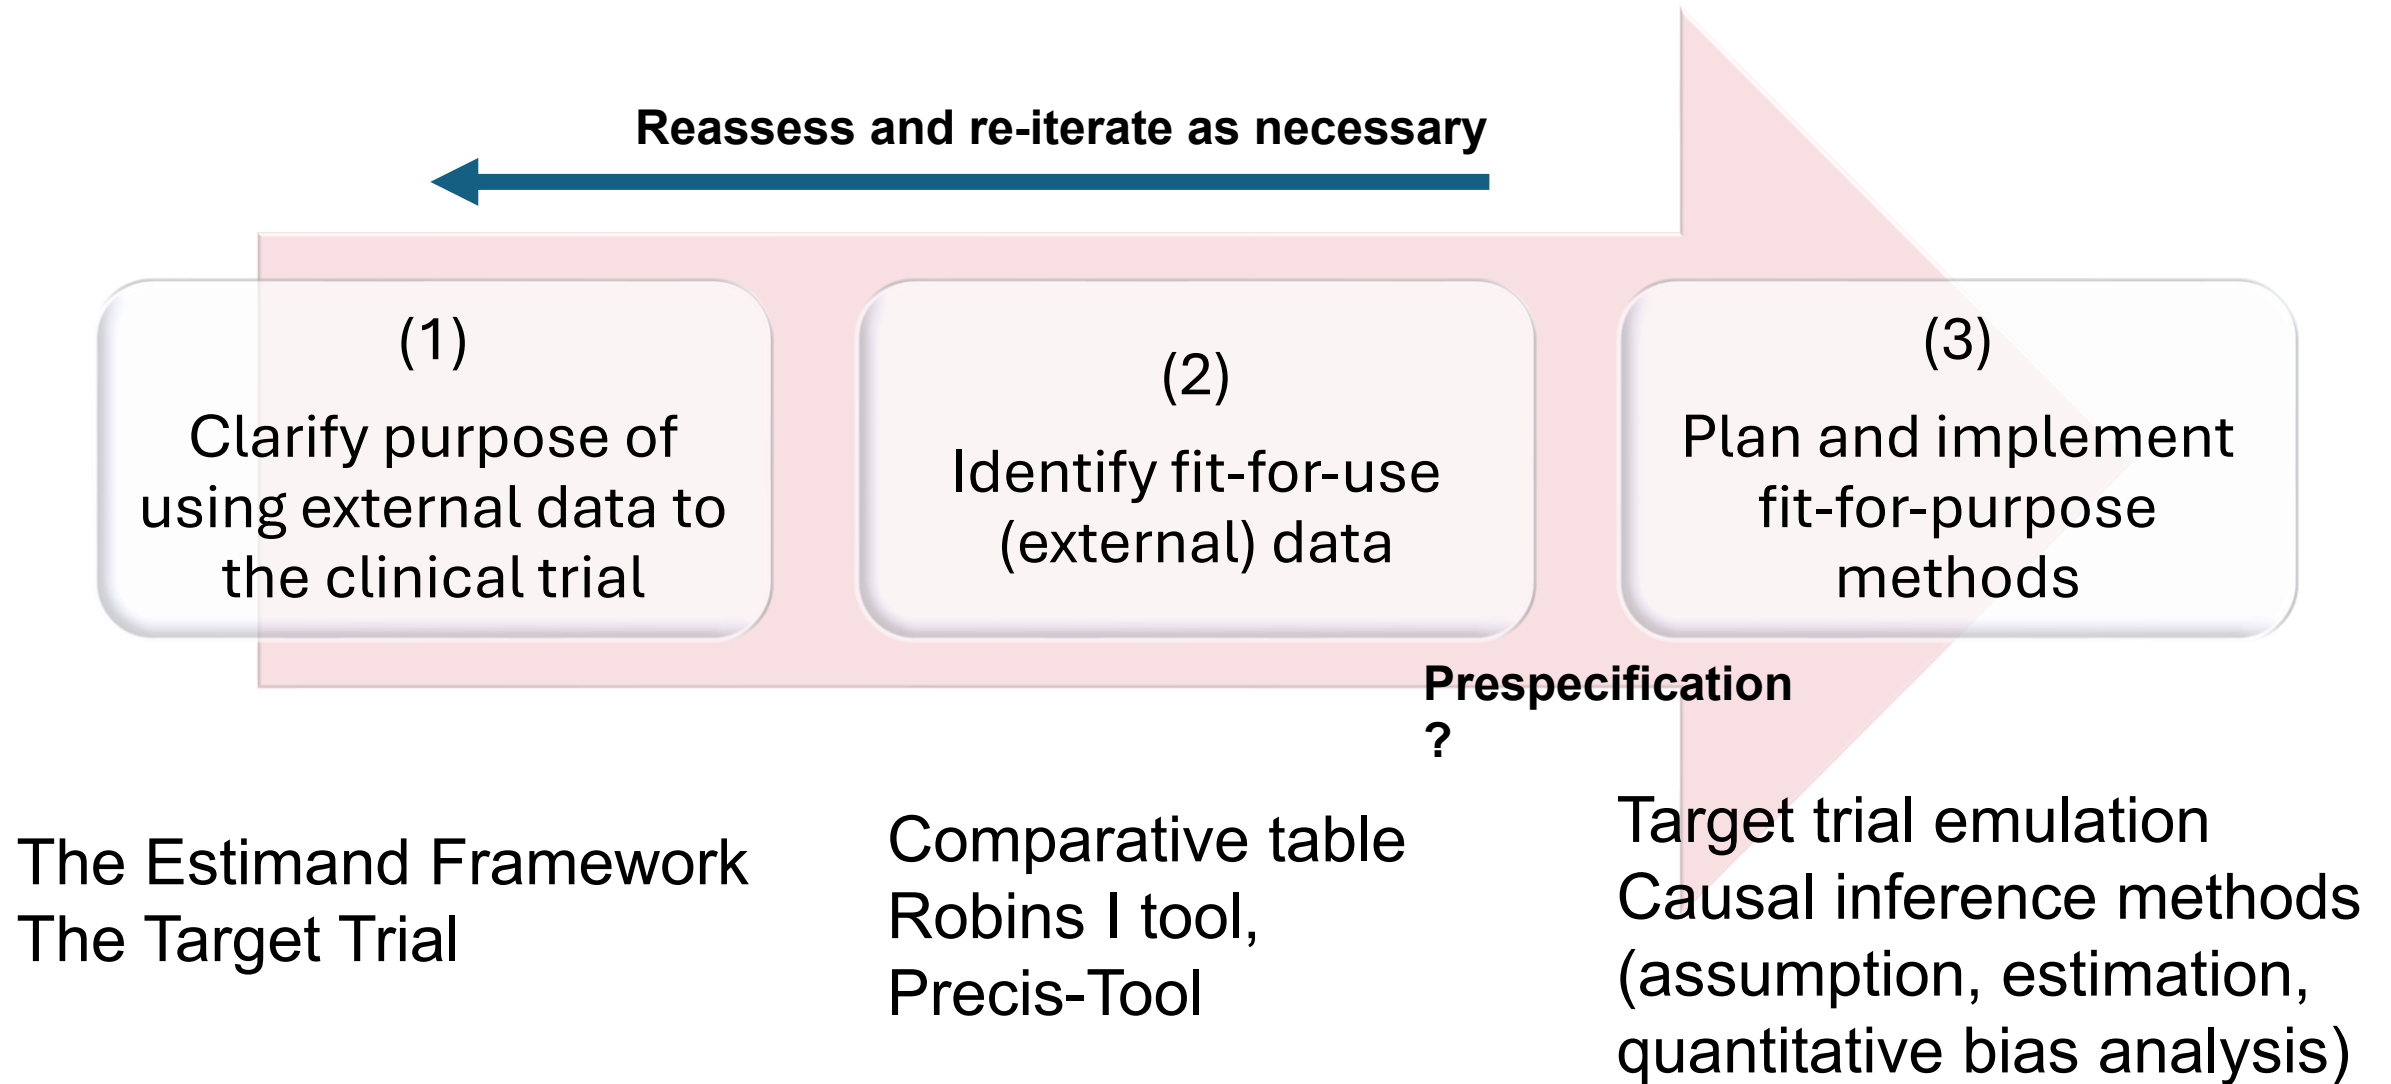 Reassess and re-iterate as necessary
(1)
Clarify purpose of
using external data to
the clinical trial
(2)
Identify fit-for-use
(external) data
(3)
Plan and implement
fit-for-purpose
methods
Prespecification
?
The Estimand Framework
The Target Trial
Comparative table
Robins I tool,
Precis-Tool
Target trial emulation
Causal inference methods
(assumption, estimation,
quantitative bias analysis)